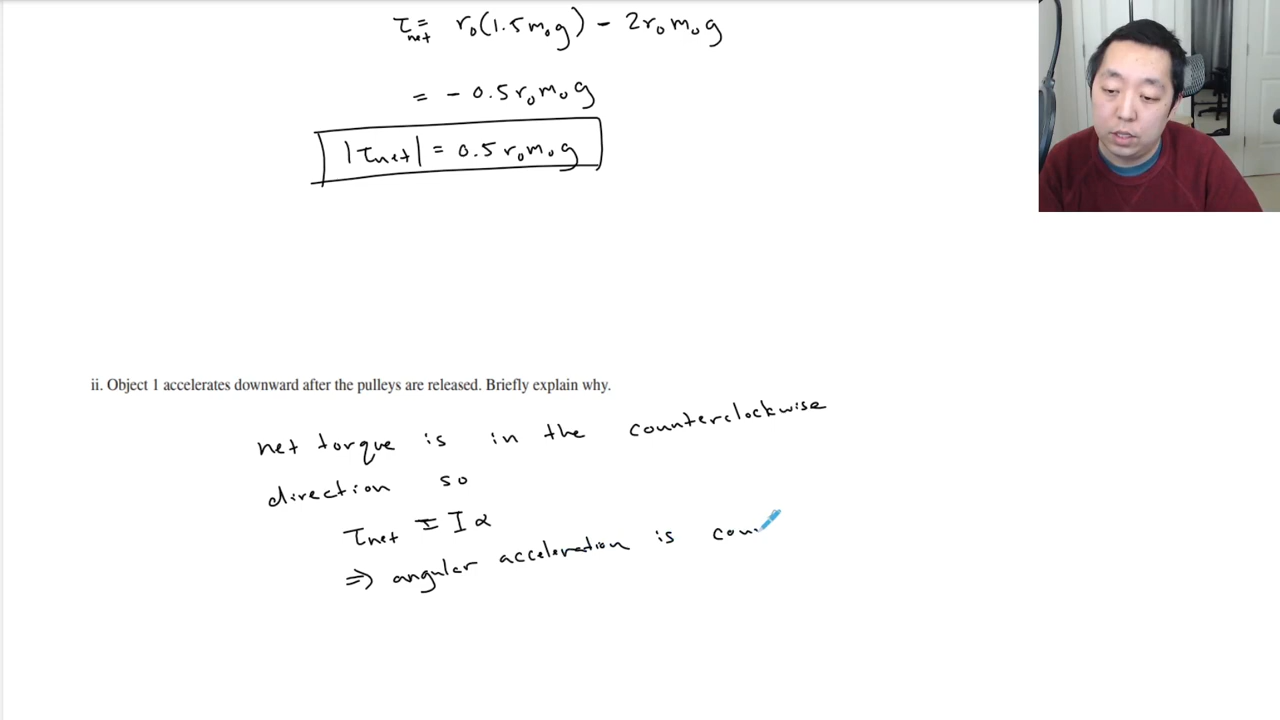 τnet = r₀(1.5m₀g) - 2r₀m₀g
= - 0.5r₀m₀g
|τnet| = 0.5r₀m₀g
ii. Object 1 accelerates downward after the pulleys are released. Briefly explain why.
net torque is in the counterclockwise
direction so
τnet = Iα
⇒ angular acceleration is coun